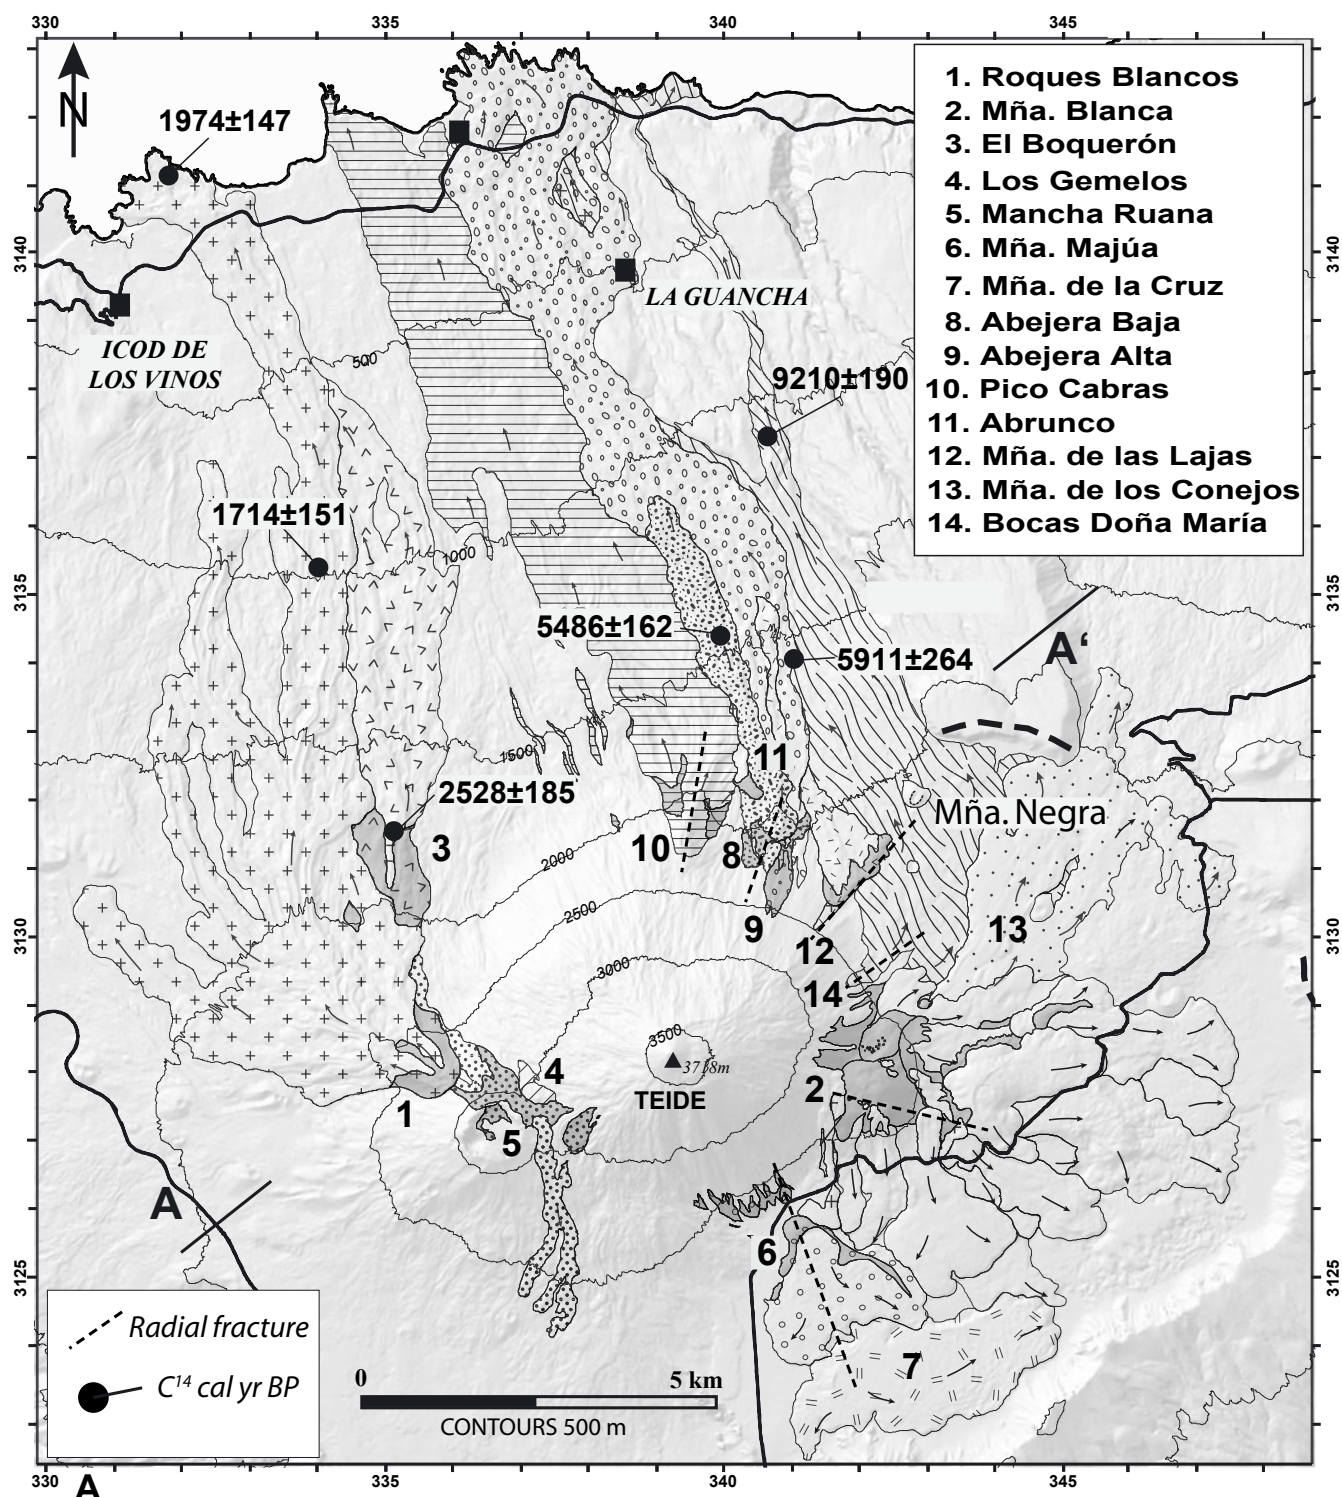 330
335
340
345
N
1974±147
1. Roques Blancos
2. Mña. Blanca
3. El Boquerón
4. Los Gemelos
5. Mancha Ruana
6. Mña. Majúa
7. Mña. de la Cruz
8. Abejera Baja
9. Abejera Alta
10. Pico Cabras
11. Abrunco
12. Mña. de las Lajas
13. Mña. de los Conejos
14. Bocas Doña María
3140
3140
LA GUANCHA
ICOD DE
LOS VINOS
500
9210±190
1714±151
1000
3135
3135
5486±162
5911±264
A‘
1500
11
2528±185
Mña. Negra
3
10
8
2000
2500
9
12
13
3130
3130
3000
14
3500
3718m
TEIDE
4
2
1
5
A
6
3125
3125
7
Radial fracture
C14 cal yr BP
0
5 km
CONTOURS 500 m
330
335
340
345
A